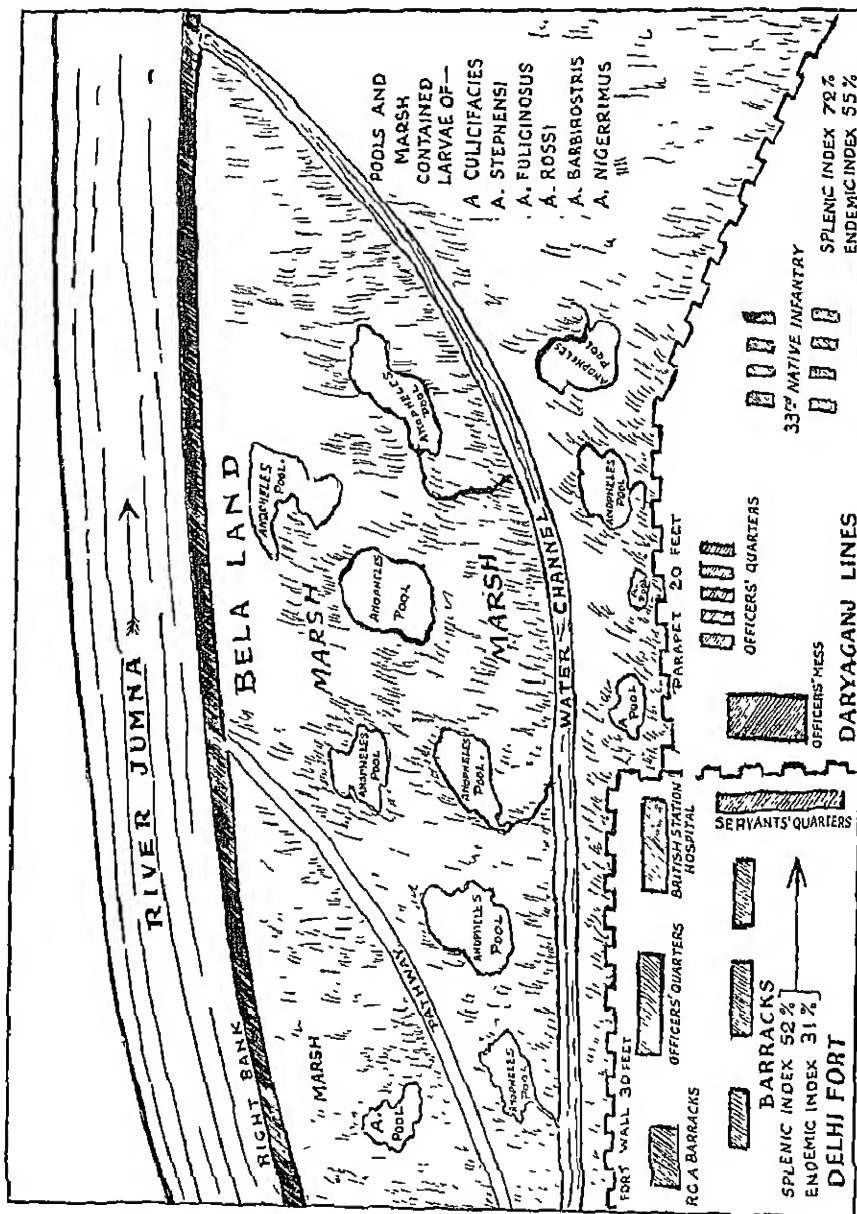 RIVER JUMNA
RIGHT BANK
BELA LAND
MARSH
MARSH
MARSH
PATHWAY
WATER CHANNEL
A.
POOL
ANOPHELES
POOL
ANOPHELES
POOL
ANOPHELES
POOL
ANOPHELES
POOL.
ANOPHELES
POOL
ANOPHELES
POOL.
ANOPHELES
POOL
A
POOL
A
POOL
ANOPHELES
POOL
ANOPHELES
POOL
POOLS AND
MARSH
CONTAINED
LARVAE OF—
A CULICIFACIES
A. STEPHENSI
A. FULIGINOSUS
A. ROSSI
A. BARBIROSTRIS
A. NIGERRIMUS
FORT WALL 30 FEET
PARAPET 20 FEET
R G A BARRACKS
OFFICERS' QUARTERS
BRITISH STATION
HOSPITAL
SERVANTS' QUARTERS
BARRACKS
SPLENIC INDEX 52%
ENDEMIC INDEX 31%
DELHI FORT
OFFICERS' MESS
OFFICERS' QUARTERS
DARYAGANJ LINES
33rd NATIVE INFANTRY
SPLENIC INDEX 72%
ENDEMIC INDEX 55%